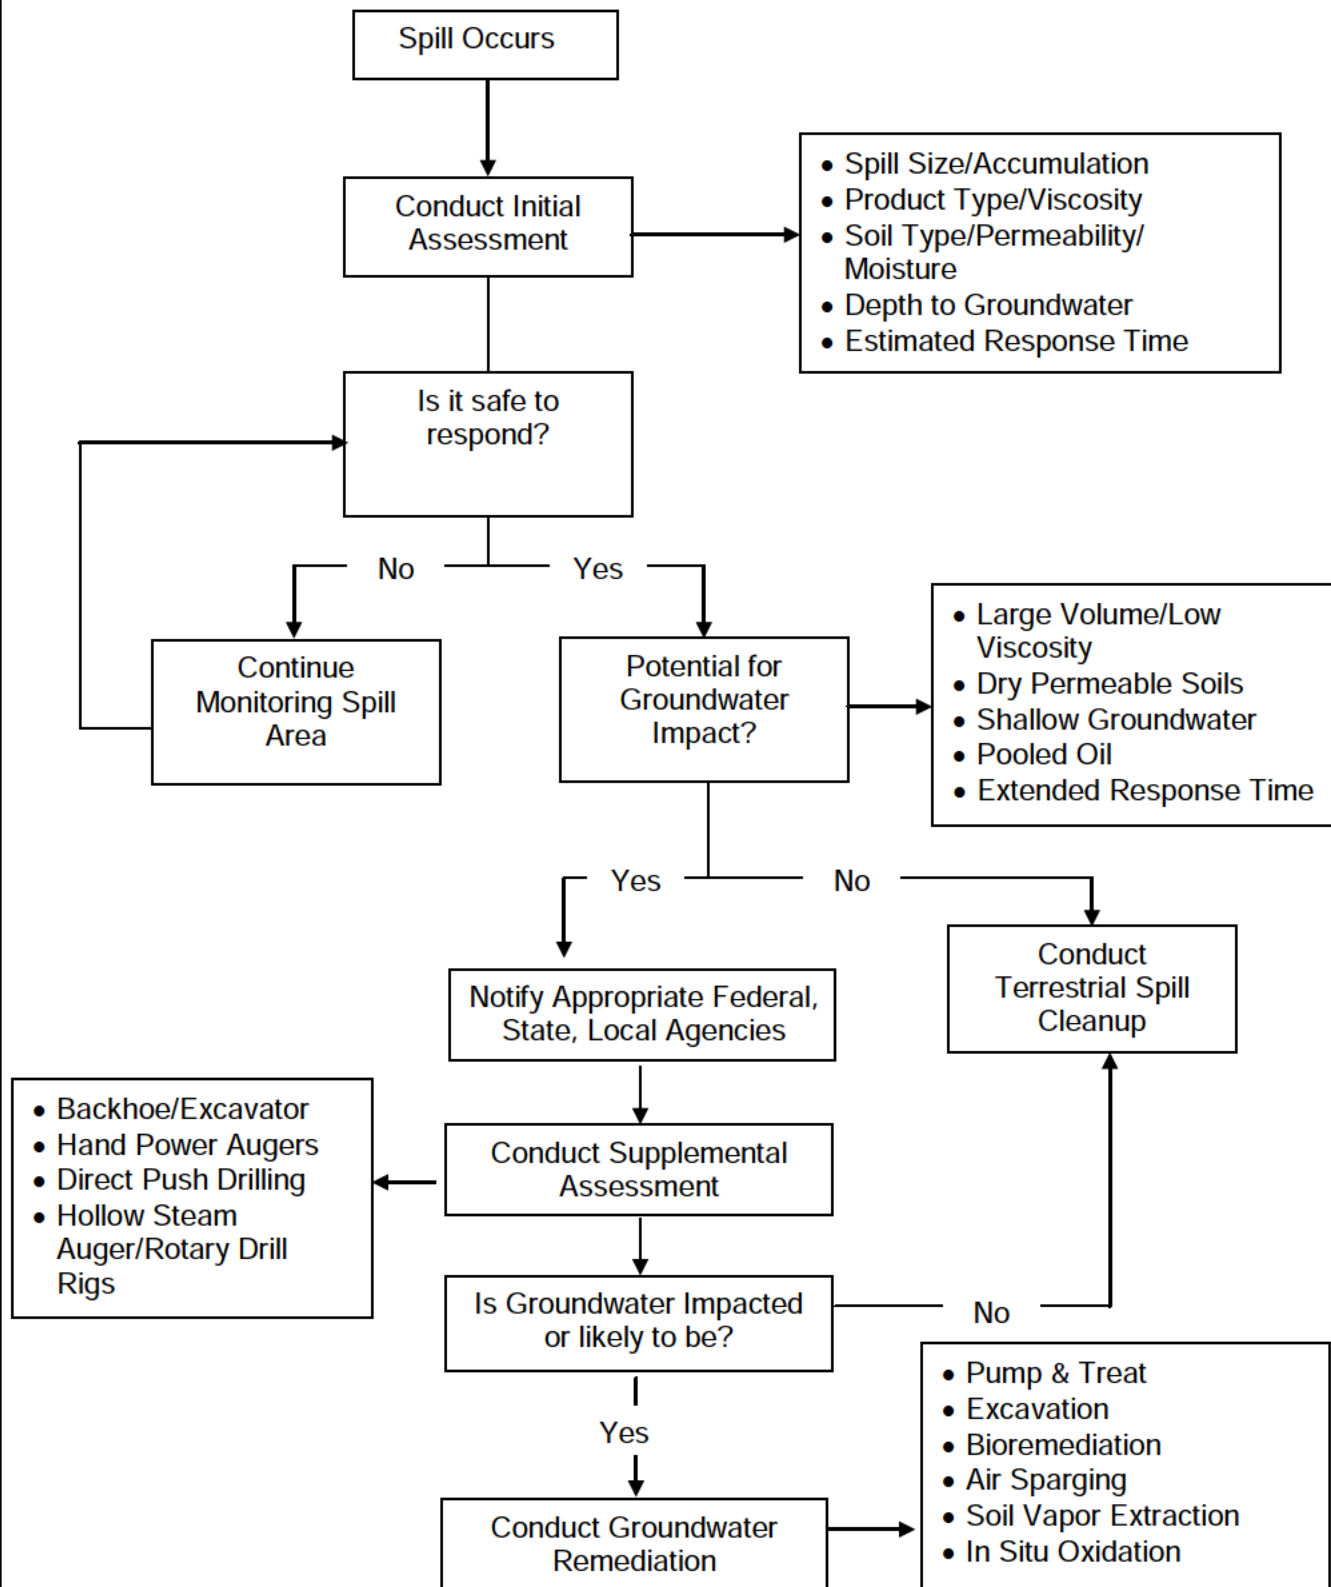 Spill Occurs
Conduct Initial
Assessment
• Spill Size/Accumulation
• Product Type/Viscosity
• Soil Type/Permeability/
Moisture
• Depth to Groundwater
• Estimated Response Time
Is it safe to
respond?
No
Yes
Continue
Monitoring Spill
Area
Potential for
Groundwater
Impact?
• Large Volume/Low
Viscosity
• Dry Permeable Soils
• Shallow Groundwater
• Pooled Oil
• Extended Response Time
Yes
No
Notify Appropriate Federal,
State, Local Agencies
Conduct
Terrestrial Spill
Cleanup
Conduct Supplemental
Assessment
• Backhoe/Excavator
• Hand Power Augers
• Direct Push Drilling
• Hollow Steam
Auger/Rotary Drill
Rigs
Is Groundwater Impacted
or likely to be?
No
Yes
Conduct Groundwater
Remediation
• Pump & Treat
• Excavation
• Bioremediation
• Air Sparging
• Soil Vapor Extraction
• In Situ Oxidation